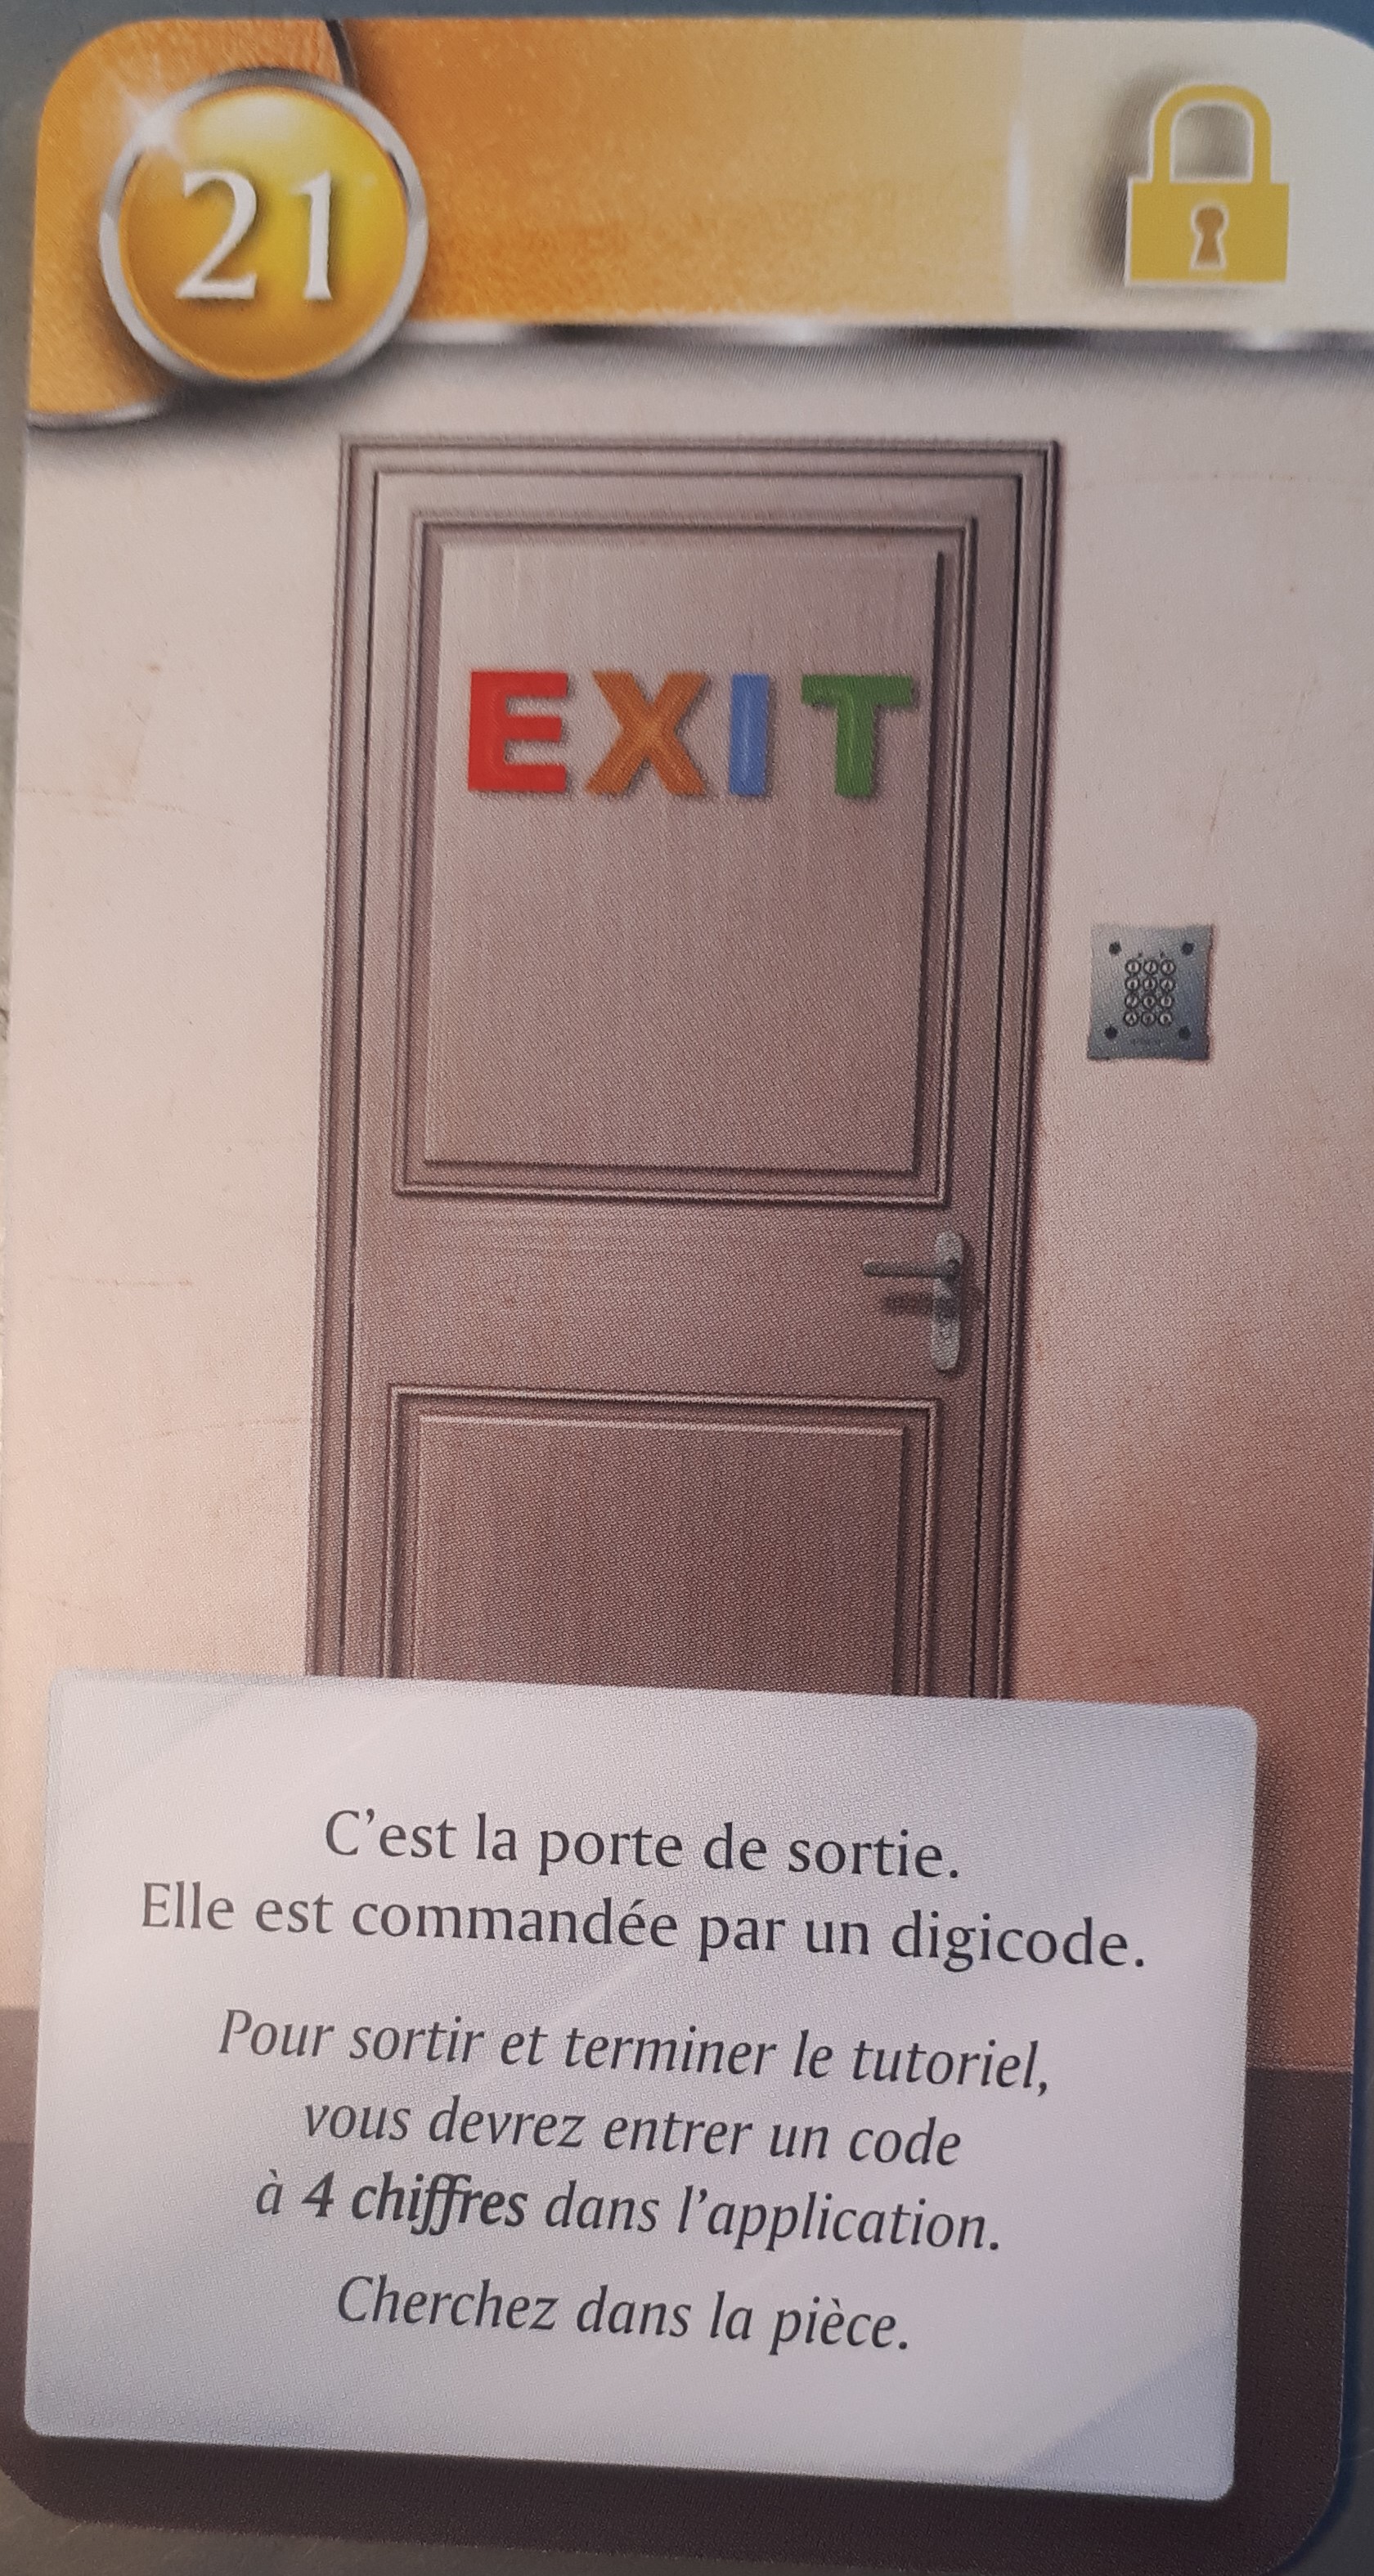 21
EXIT
C'est la porte de sortie.
Elle est commandée par un digicode.
Pour sortir et terminer le tutoriel,
vous devrez entrer un code
à 4 chiffres dans l'application.
Cherchez dans la pièce.